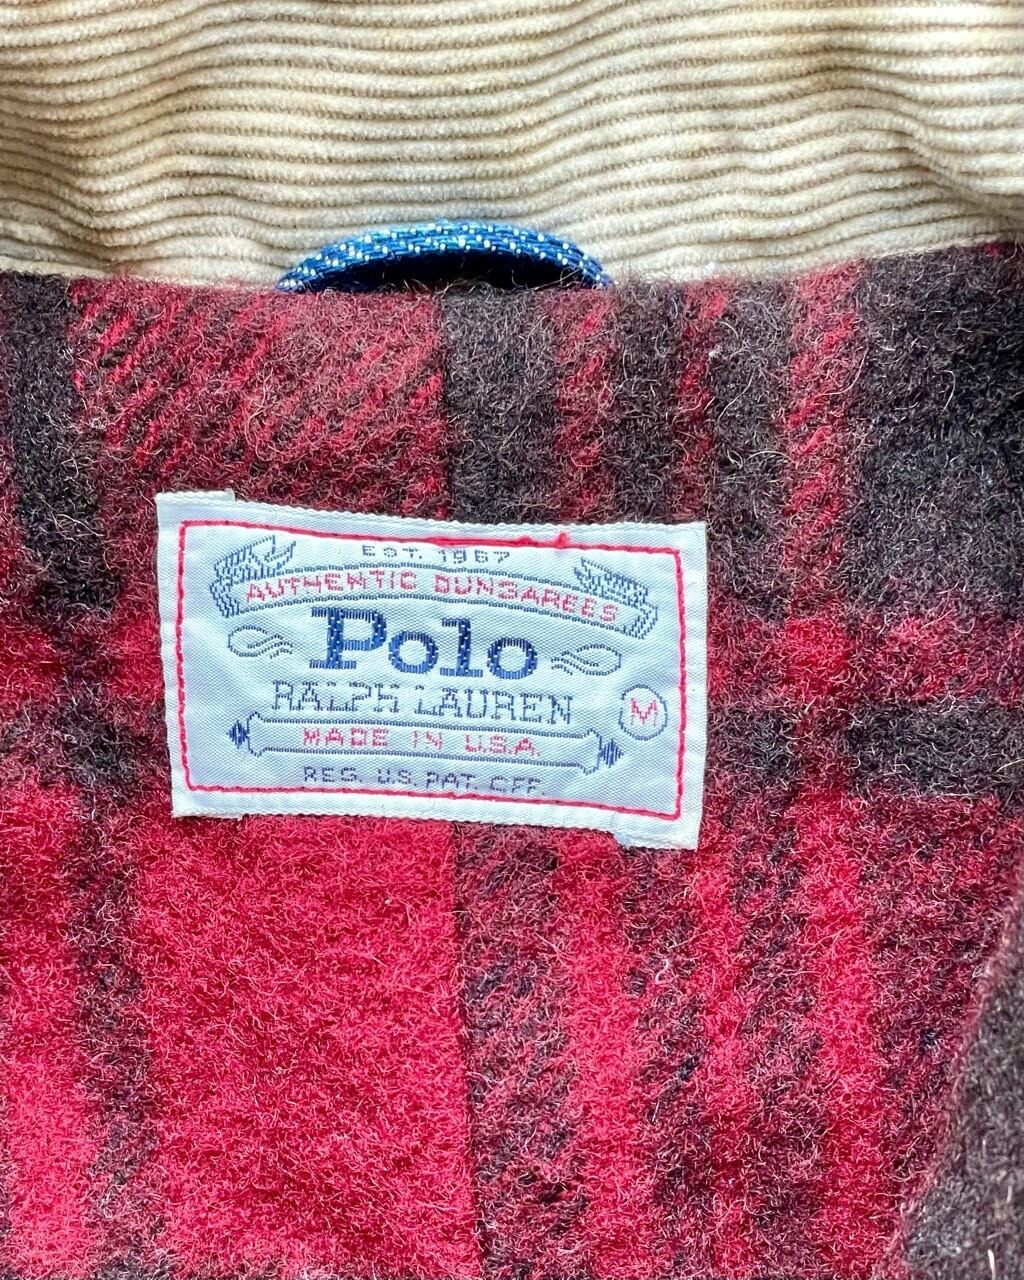 EST. 1967
AUTHENTIC DUNGAREES
Polo
RALPH LAUREN
M
MADE IN U.S.A.
REG. U.S. PAT. OFF.